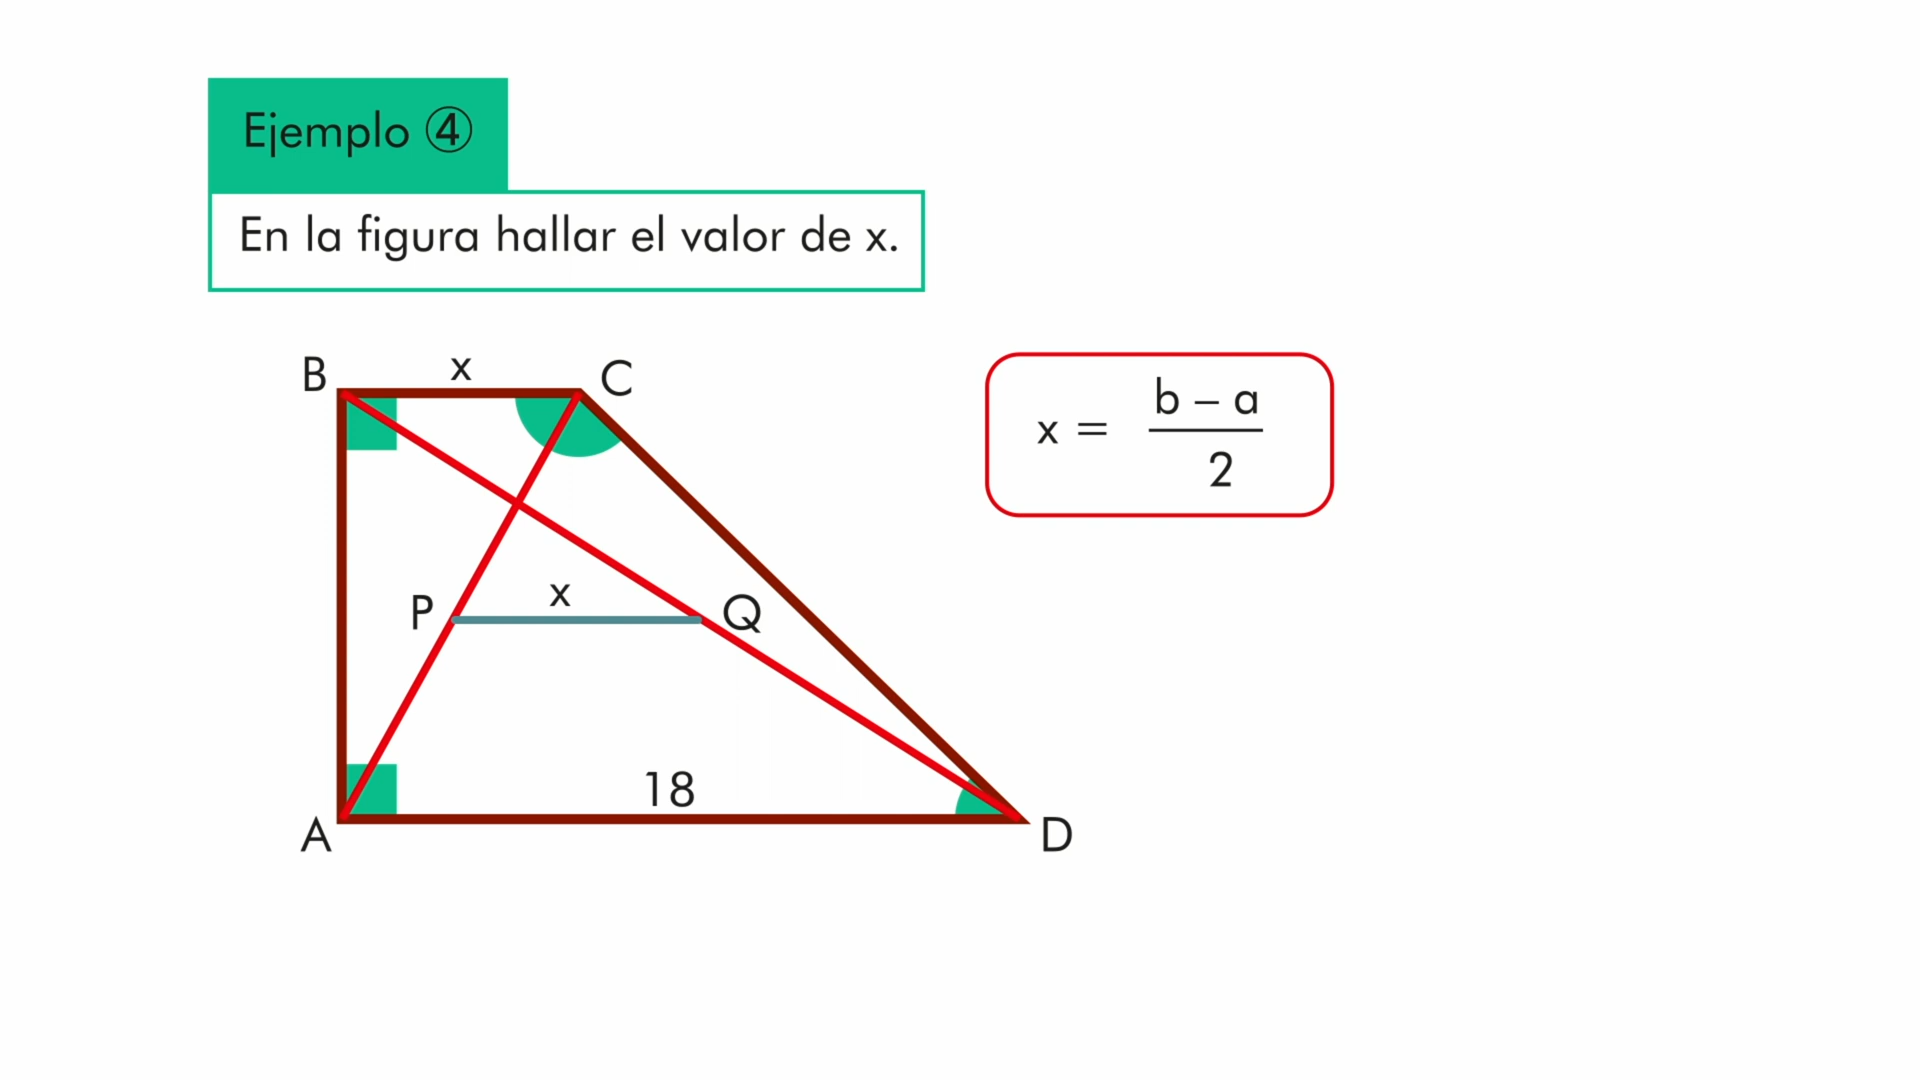 Ejemplo ④
En la figura hallar el valor de x.
B
x
C
P
x
Q
18
A
D
x = b – a
2